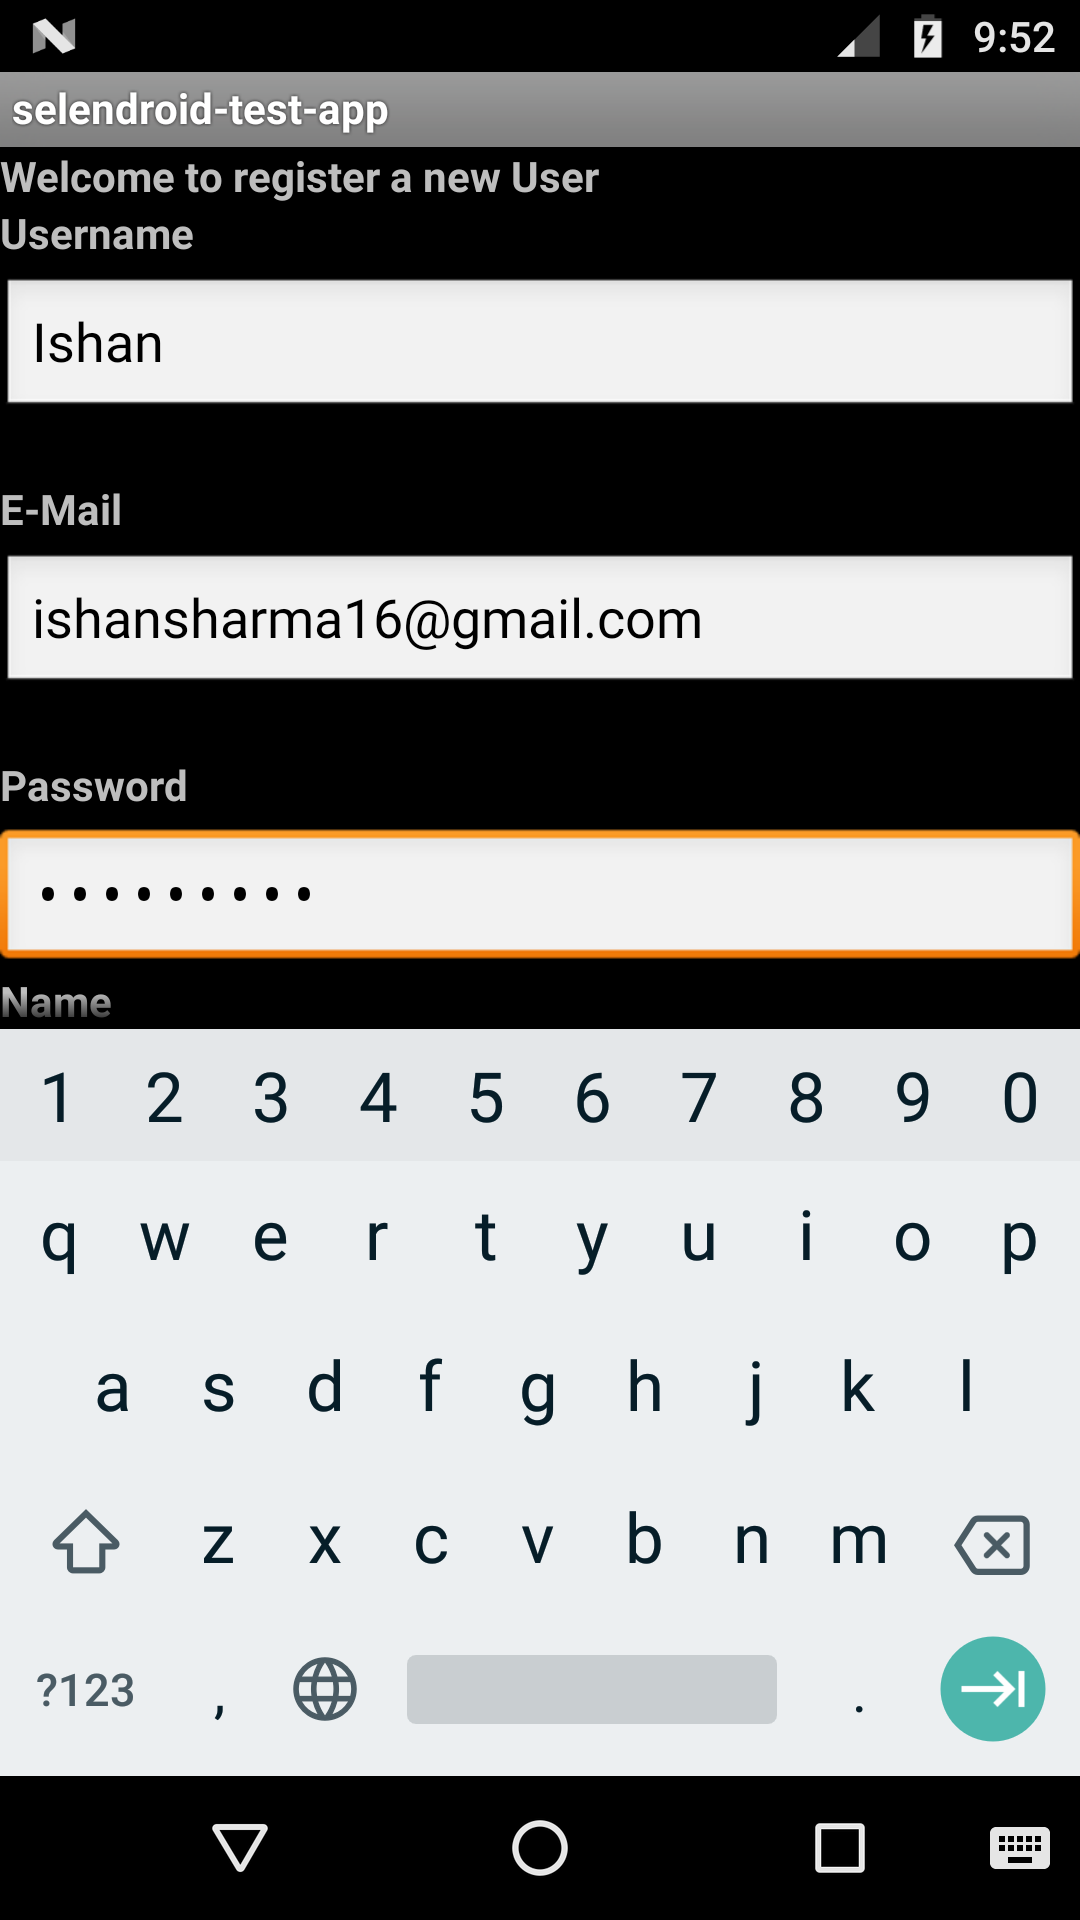 9:52
selendroid-test-app
Welcome to register a new User
Username
Ishan
E-Mail
ishansharma16@gmail.com
Password
•••••••••
Name
1 2 3 4 5 6 7 8 9 0
q w e r t y u i o p
a s d f g h j k l
z x c v b n m
?123 , .